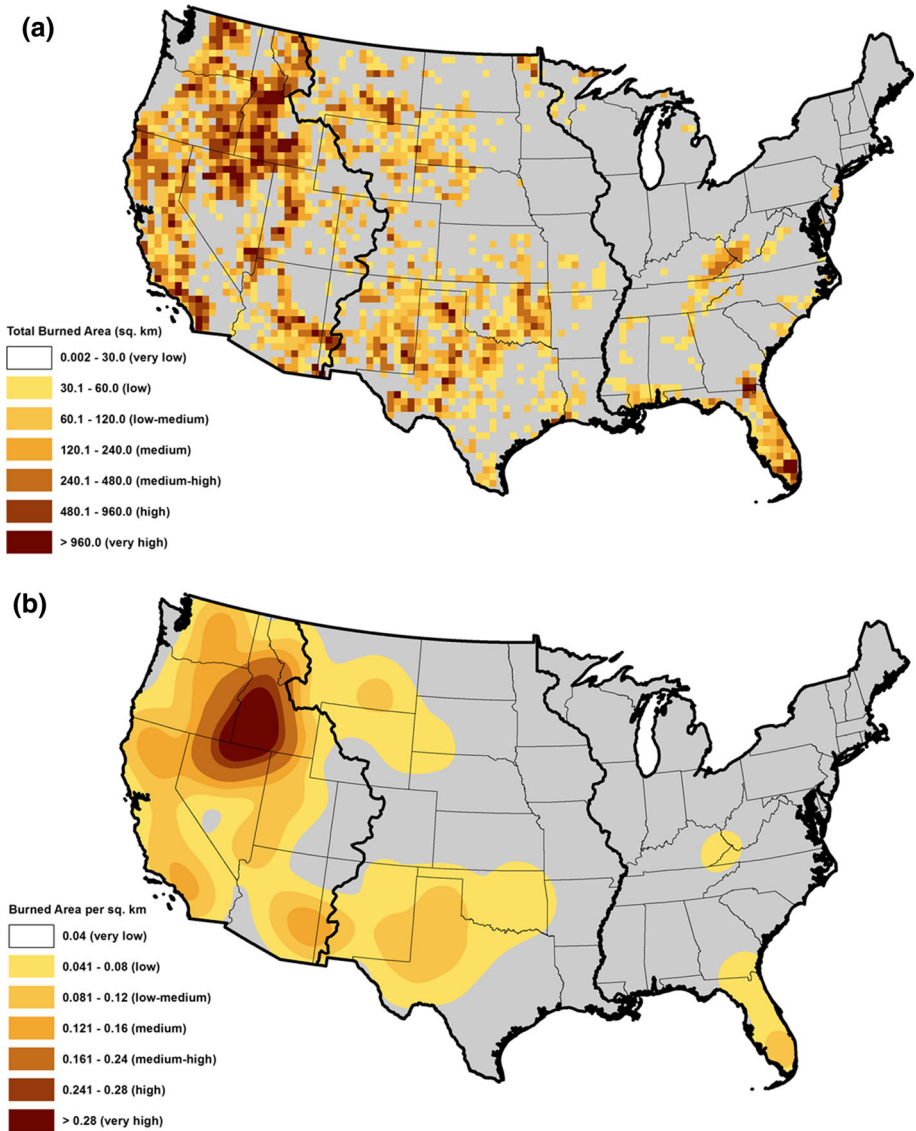 (a)
Total Burned Area (sq. km)
0.002 - 30.0 (very low)
30.1 - 60.0 (low)
60.1 - 120.0 (low-medium)
120.1 - 240.0 (medium)
240.1 - 480.0 (medium-high)
480.1 - 960.0 (high)
> 960.0 (very high)
(b)
Burned Area per sq. km
0.04 (very low)
0.041 - 0.08 (low)
0.081 - 0.12 (low-medium)
0.121 - 0.16 (medium)
0.161 - 0.24 (medium-high)
0.241 - 0.28 (high)
> 0.28 (very high)